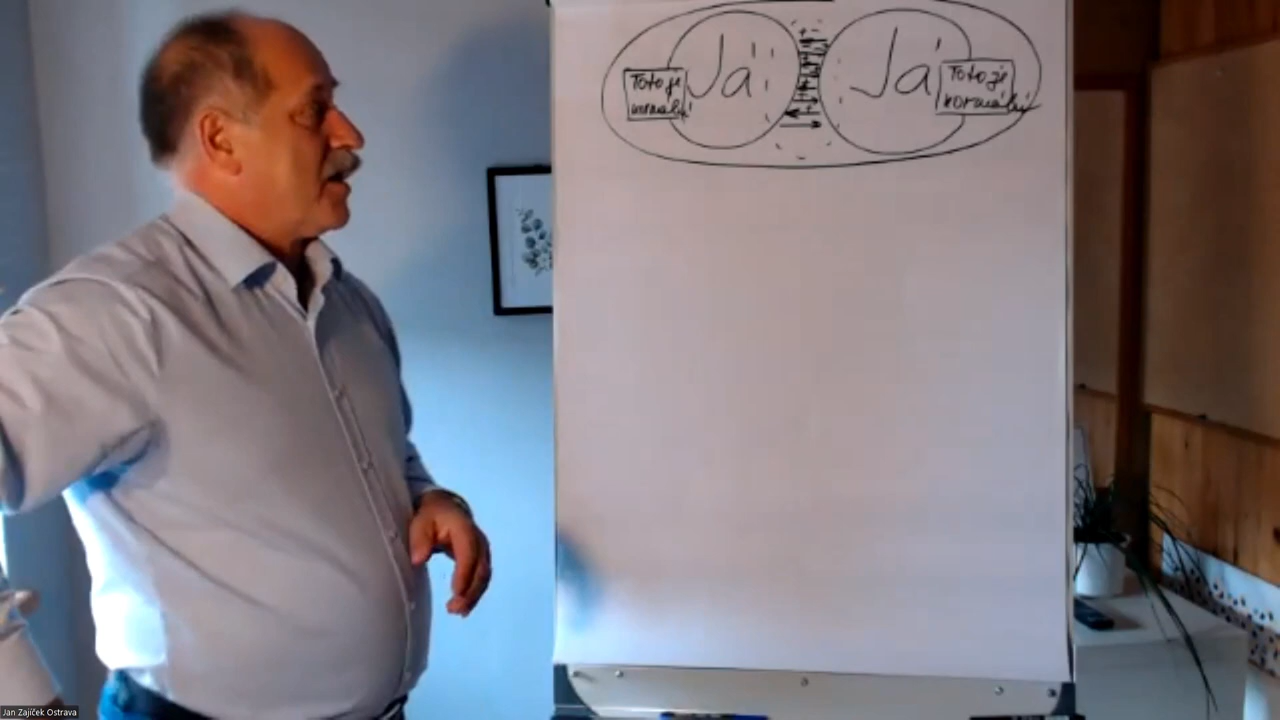 Já
Já
Toto je
normální
Toto je
normální
Jan Zajíček Ostrava